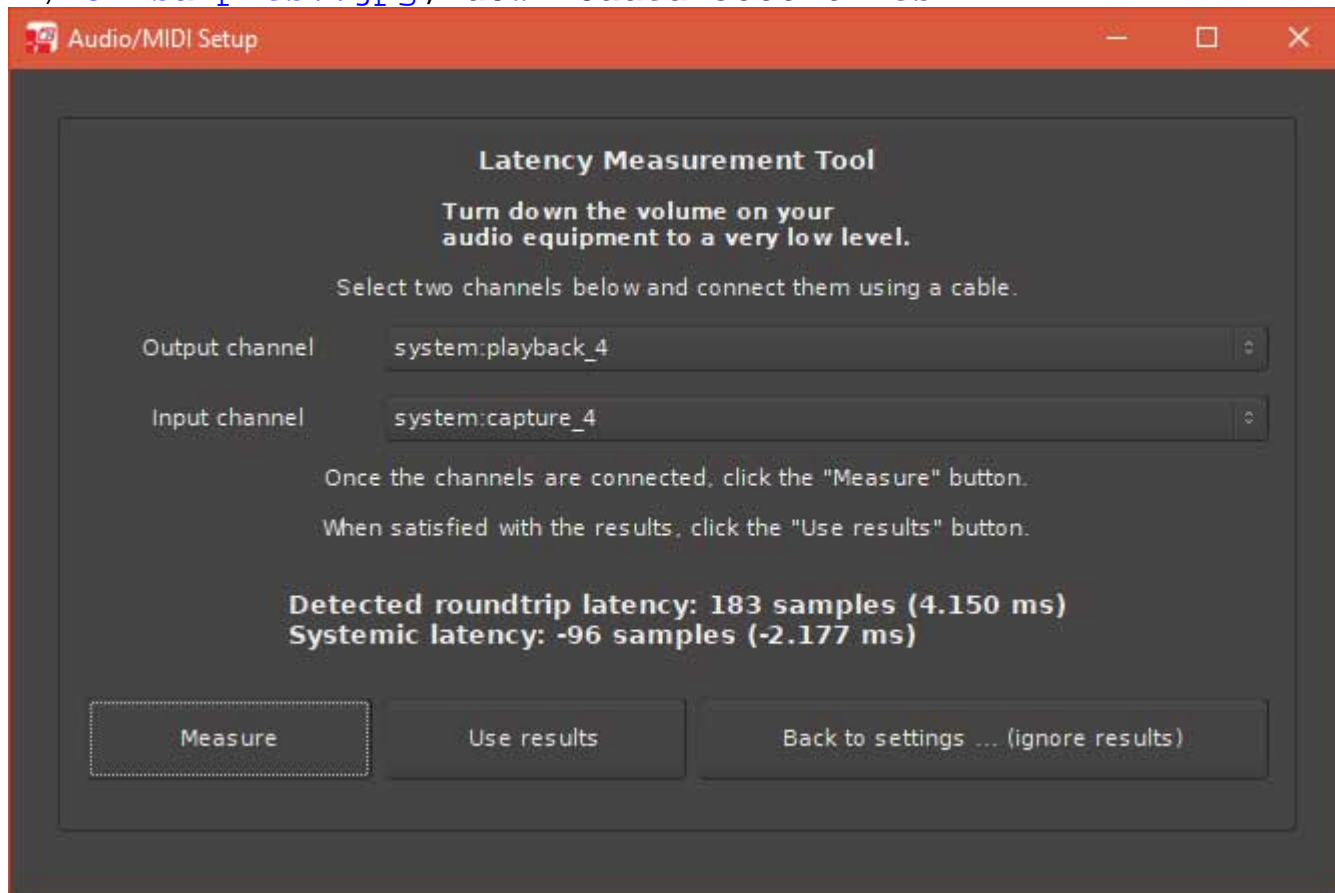 Audio/MIDI Setup
Latency Measurement Tool
Turn down the volume on your
audio equipment to a very low level.
Select two channels below and connect them using a cable.
Output channel system:playback_4
Input channel system:capture_4
Once the channels are connected, click the "Measure" button.
When satisfied with the results, click the "Use results" button.
Detected roundtrip latency: 183 samples (4.150 ms)
Systemic latency: -96 samples (-2.177 ms)
Measure Use results Back to settings ... (ignore results)